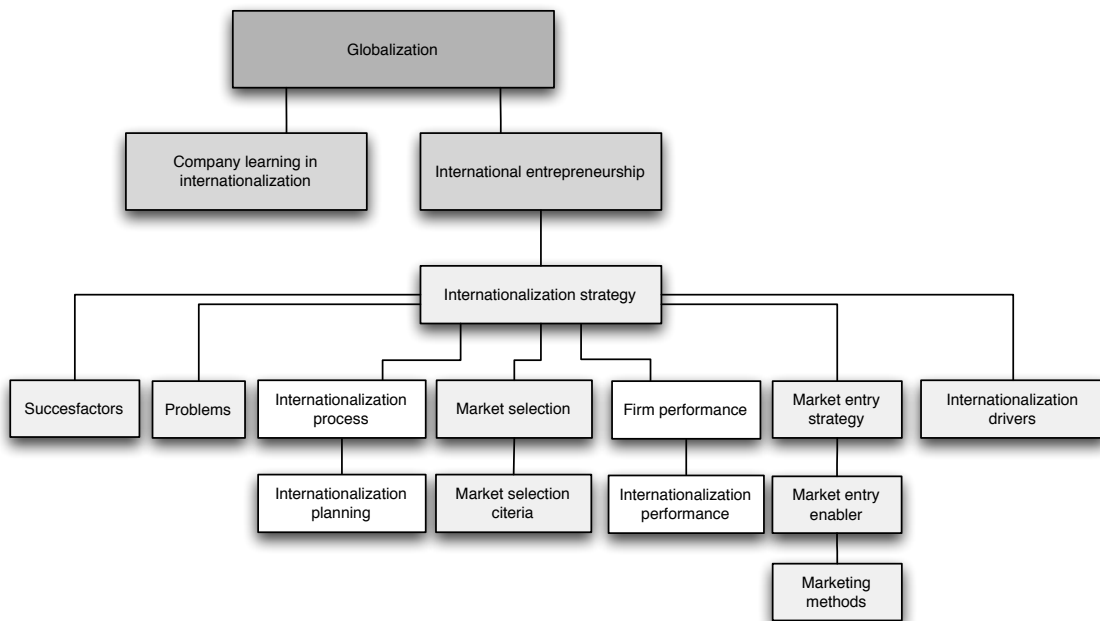 Globalization
Company learning in
internationalization
International entrepreneurship
Internationalization strategy
Succesfactors
Problems
Internationalization
process
Market selection
Firm performance
Market entry
strategy
Internationalization
drivers
Internationalization
planning
Market selection
citeria
Internationalization
performance
Market entry
enabler
Marketing
methods